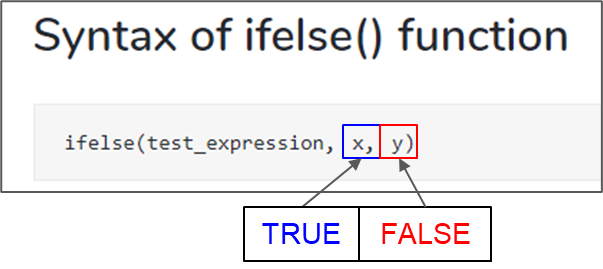 Syntax of ifelse() function
ifelse(test_expression, x, y)
TRUE FALSE